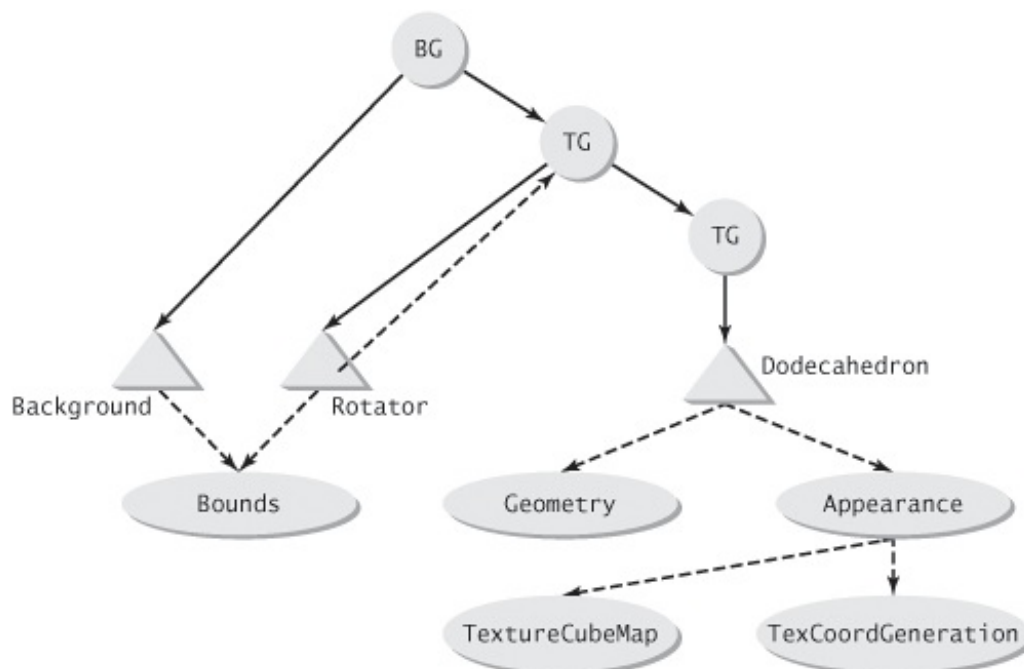 BG
TG
TG
Dodecahedron
Background
Rotator
Bounds
Geometry
Appearance
TextureCubeMap
TexCoordGeneration